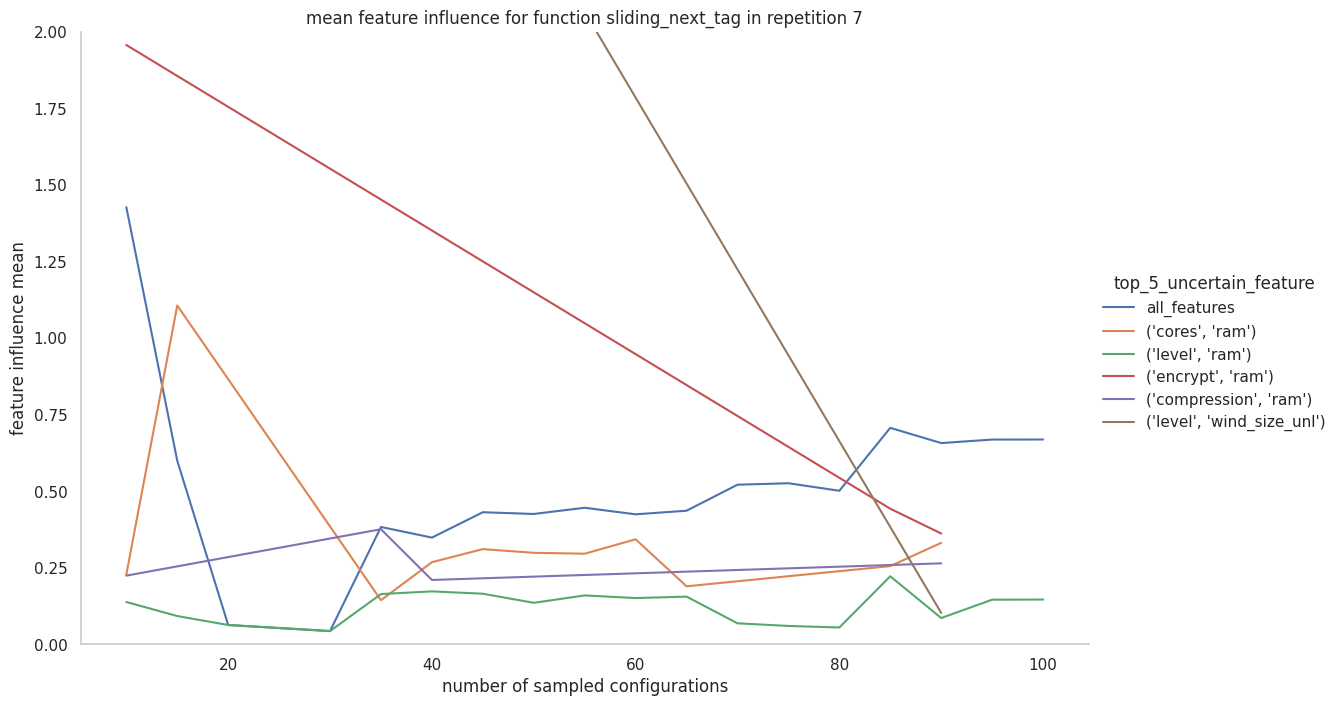 mean feature influence for function sliding_next_tag in repetition 7
2.00
1.75
1.50
1.25
1.00
0.75
0.50
0.25
0.00
feature influence mean
20
40
60
80
100
number of sampled configurations
top_5_uncertain_feature
all_features
('cores', 'ram')
('level', 'ram')
('encrypt', 'ram')
('compression', 'ram')
('level', 'wind_size_unl')